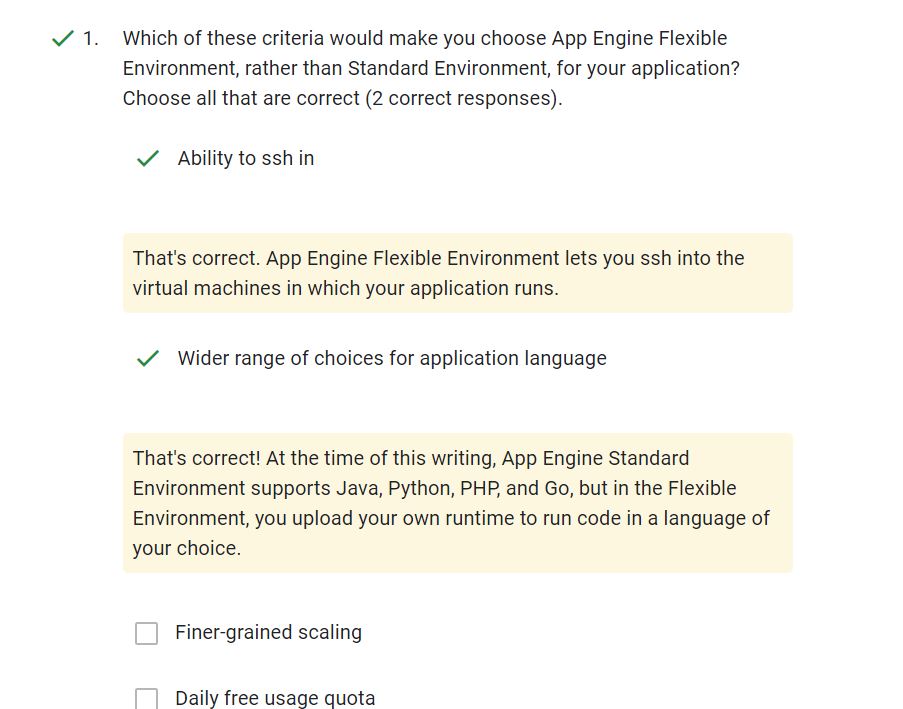 1. Which of these criteria would make you choose App Engine Flexible
Environment, rather than Standard Environment, for your application?
Choose all that are correct (2 correct responses).
Ability to ssh in
That's correct. App Engine Flexible Environment lets you ssh into the
virtual machines in which your application runs.
Wider range of choices for application language
That's correct! At the time of this writing, App Engine Standard
Environment supports Java, Python, PHP, and Go, but in the Flexible
Environment, you upload your own runtime to run code in a language of
your choice.
Finer-grained scaling
Daily free usage quota